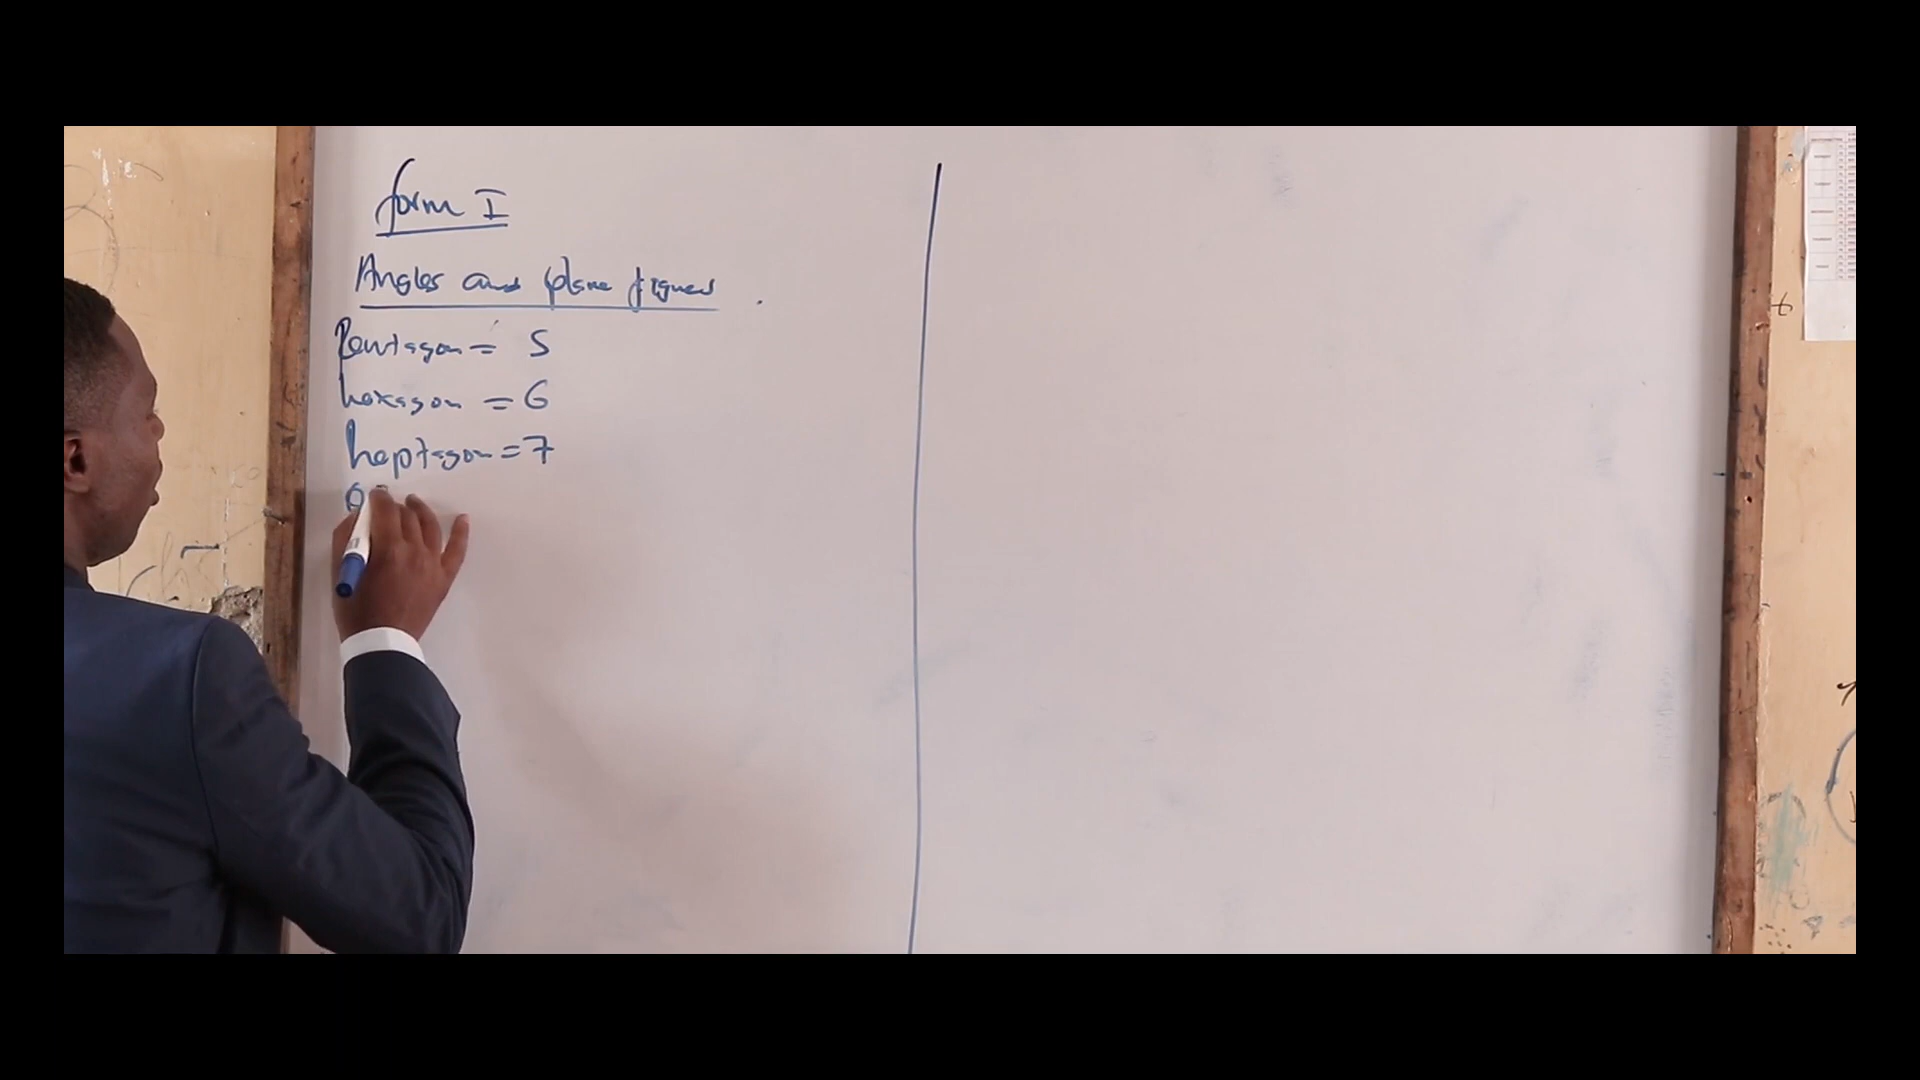 form I
Angles and plane figures
Pentagon = 5
hexagon = 6
heptagon = 7